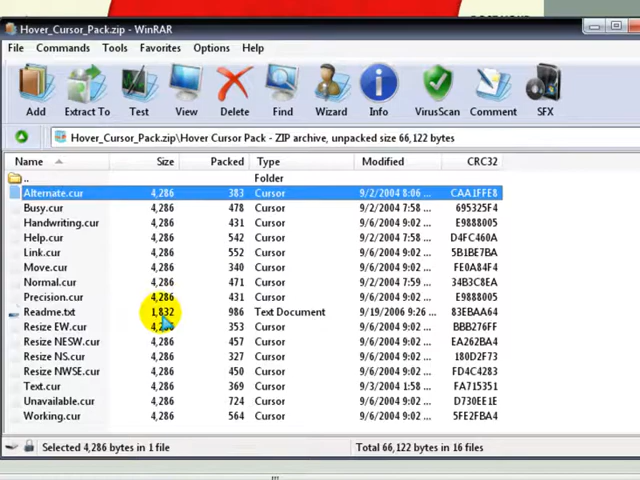 Hover_Cursor_Pack.zip - WinRAR
File Commands Tools Favorites Options Help
Add Extract To Test View Delete Find Wizard Info VirusScan Comment SFX
Hover_Cursor_Pack.zip\Hover Cursor Pack - ZIP archive, unpacked size 66,122 bytes
Name Size Packed Type Modified CRC32
.. Folder
Alternate.cur 4,286 383 Cursor 9/2/2004 8:06 ... CAA1FFE8
Busy.cur 4,286 478 Cursor 9/2/2004 7:58 ... 695325F4
Handwriting.cur 4,286 431 Cursor 9/6/2004 9:02 ... E9888005
Help.cur 4,286 542 Cursor 9/2/2004 7:58 ... D4FC460A
Link.cur 4,286 552 Cursor 9/6/2004 9:02 ... 5B1BE7BA
Move.cur 4,286 340 Cursor 9/6/2004 9:02 ... FE0A84F4
Normal.cur 4,286 471 Cursor 9/2/2004 7:59 ... 34B3EC8A
Precision.cur 4,286 431 Cursor 9/6/2004 9:02 ... E9888005
Readme.txt 1,832 986 Text Document 9/19/2006 9:26 ... 83EBAA64
Resize EW.cur 4,286 353 Cursor 9/6/2004 9:02 ... BBB276FF
Resize NESW.cur 4,286 457 Cursor 9/6/2004 9:02 ... EA262BA4
Resize NS.cur 4,286 327 Cursor 9/6/2004 9:02 ... 180D2F73
Resize NWSE.cur 4,286 450 Cursor 9/6/2004 9:02 ... FD4C4283
Text.cur 4,286 369 Cursor 9/3/2004 1:58 ... FA715351
Unavailable.cur 4,286 724 Cursor 9/6/2004 9:02 ... D730EE1E
Working.cur 4,286 564 Cursor 9/6/2004 9:02 ... 5FE2FBA4
Selected 4,286 bytes in 1 file Total 66,122 bytes in 16 files